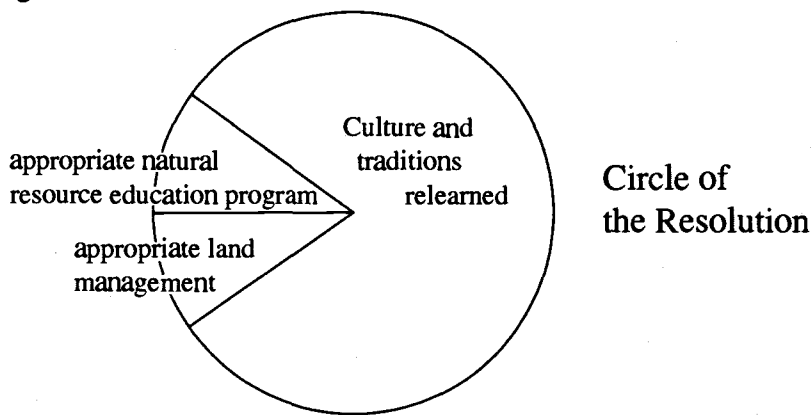 Culture and
traditions
relearned
appropriate natural
resource education program
appropriate land
management
Circle of
the Resolution